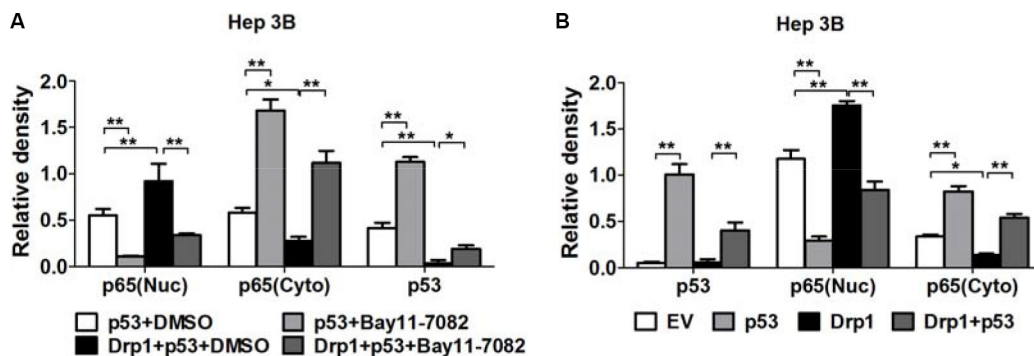 A
Hep 3B
Relative density
2.0
1.5
1.0
0.5
0.0
**
**
**
**
*
**
**
**
*
p65(Nuc) p65(Cyto) p53
p53+DMSO p53+Bay11-7082
Drp1+p53+DMSO Drp1+p53+Bay11-7082
B
Hep 3B
Relative density
2.0
1.5
1.0
0.5
0.0
**
**
**
**
**
**
*
**
p53 p65(Nuc) p65(Cyto)
EV p53 Drp1 Drp1+p53